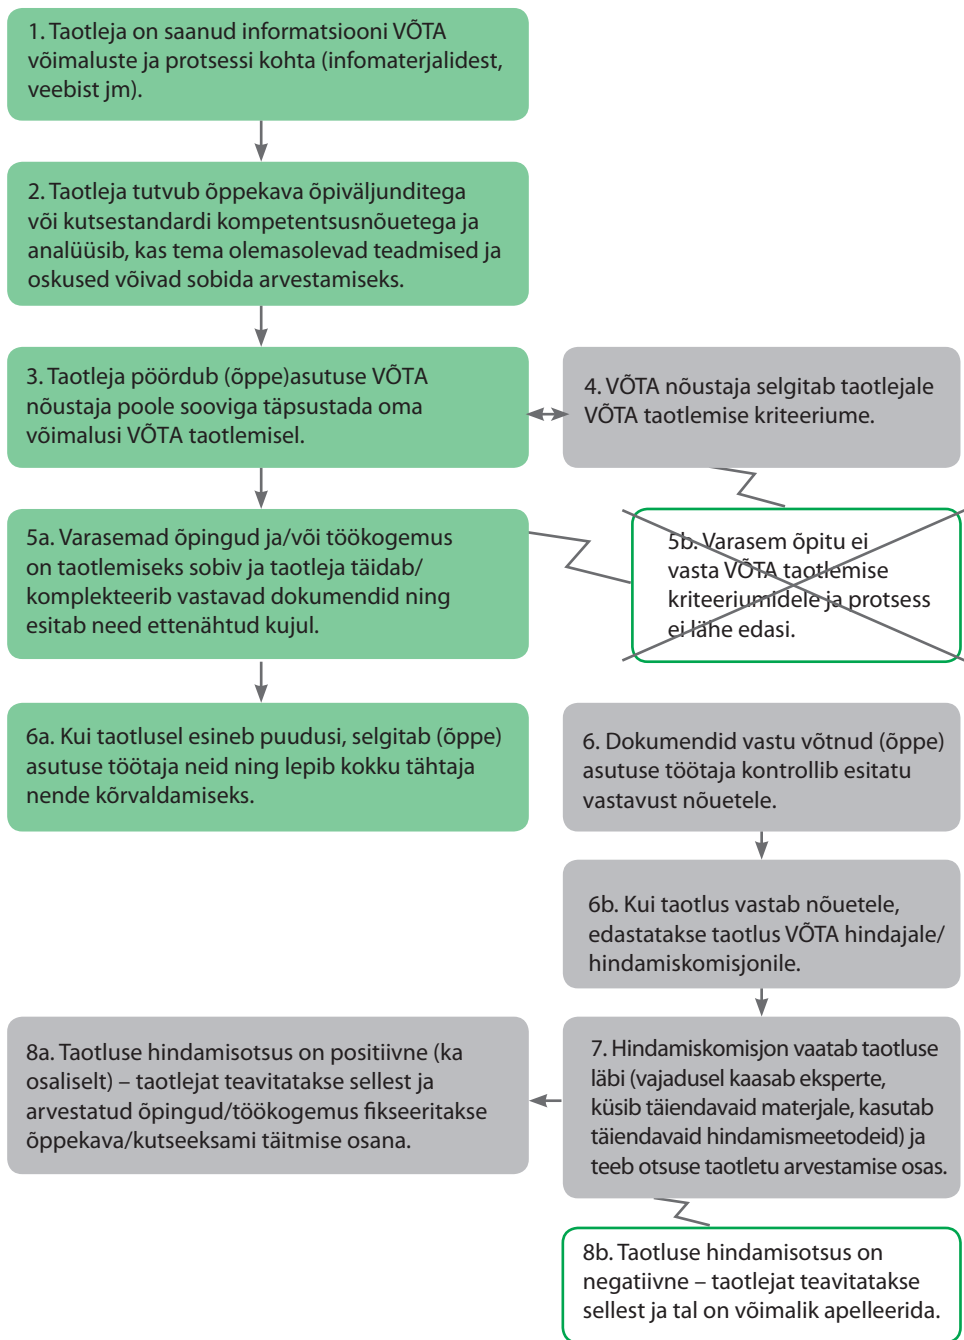 1. Taotleja on saanud informatsiooni VÕTA
võimaluste ja protsessi kohta (infomaterjalidest,
veebist jm).
2. Taotleja tutvub õppekava õpiväljunditega
või kutsestandardi kompetentsusnõuetega ja
analüüsib, kas tema olemasolevad teadmised ja
oskused võivad sobida arvestamiseks.
3. Taotleja pöördub (õppe)asutuse VÕTA
nõustaja poole sooviga täpsustada oma
võimalusi VÕTA taotlemisel.
4. VÕTA nõustaja selgitab taotlejale
VÕTA taotlemise kriteeriume.
5a. Varasemad õpingud ja/või töökogemus
on taotlemiseks sobiv ja taotleja täidab/
komplekteerib vastavad dokumendid ning
esitab need ettenähtud kujul.
5b. Varasem õpitu ei
vasta VÕTA taotlemise
kriteeriumidele ja protsess
ei lähe edasi.
6a. Kui taotlusel esineb puudusi, selgitab (õppe)
asutuse töötaja neid ning lepib kokku tähtaja
nende kõrvaldamiseks.
6. Dokumendid vastu võtnud (õppe)
asutuse töötaja kontrollib esitatu
vastavust nõuetele.
6b. Kui taotlus vastab nõuetele,
edastatakse taotlus VÕTA hindajale/
hindamiskomisjonile.
8a. Taotluse hindamisotsus on positiivne (ka
osaliselt) – taotlejat teavitatakse sellest ja
arvestatud õpingud/töökogemus fikseeritakse
õppekava/kutseeksami täitmise osana.
7. Hindamiskomisjon vaatab taotluse
läbi (vajadusel kaasab eksperte,
küsib täiendavaid materjale, kasutab
täiendavaid hindamismeetodeid) ja
teeb otsuse taotletu arvestamise osas.
8b. Taotluse hindamisotsus on
negatiivne – taotlejat teavitatakse
sellest ja tal on võimalik apelleerida.